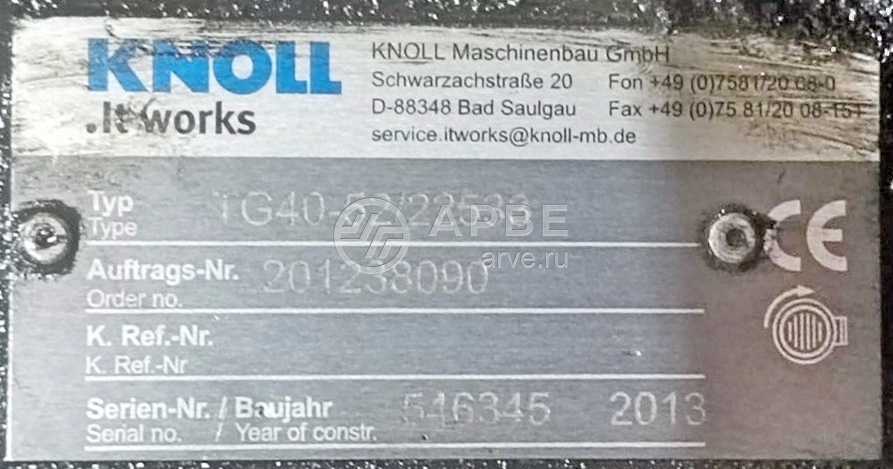 KNOLL
.It works
KNOLL Maschinenbau GmbH
Schwarzachstraße 20 Fon +49 (0)7581/20 08-0
D-88348 Bad Saulgau Fax +49 (0)75 81/20 08-151
service.itworks@knoll-mb.de
Typ
Type
АРВЕ
arve.ru
CE
Auftrags-Nr. 201238090
Order no.
K. Ref.-Nr.
K. Ref.-Nr
Serien-Nr. / Baujahr 546345 2013
Serial no. / Year of constr.